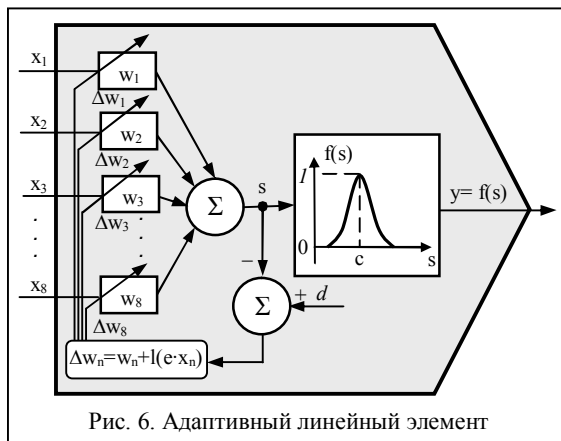 x₁
w₁
Δw₁
x₂
w₂
Δw₂
x₃
w₃
Δw₃
x₈
w₈
Δw₈
Σ
s
f(s)
1
0
c
s
y= f(s)
−
Σ
+ d
Δwₙ=wₙ+l(e·xₙ)
Рис. 6. Адаптивный линейный элемент